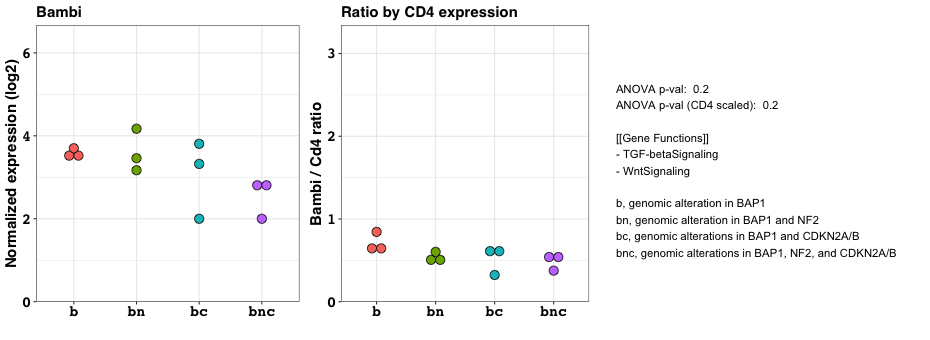 Bambi
Normalized expression (log2)
6
4
2
0
b bn bc bnc
Ratio by CD4 expression
Bambi / Cd4 ratio
3
2
1
0
b bn bc bnc
ANOVA p-val: 0.2
ANOVA p-val (CD4 scaled): 0.2
[[Gene Functions]]
- TGF-betaSignaling
- WntSignaling
b, genomic alteration in BAP1
bn, genomic alteration in BAP1 and NF2
bc, genomic alterations in BAP1 and CDKN2A/B
bnc, genomic alterations in BAP1, NF2, and CDKN2A/B